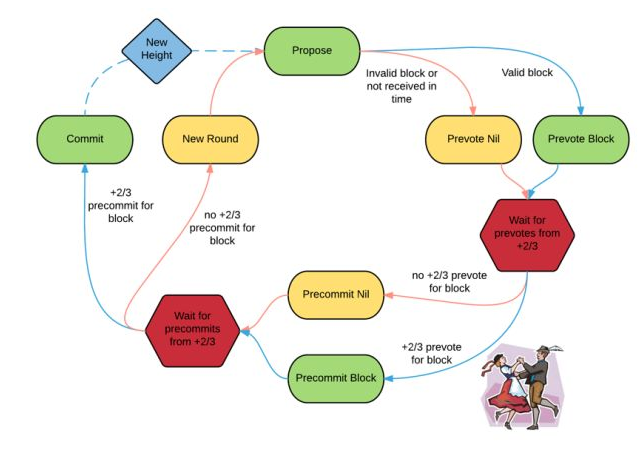 New
Height
Propose
Invalid block or
not received in
time
Valid block
Commit
New Round
Prevote Nil
Prevote Block
+2/3
precommit for
block
no +2/3
precommit for
block
Wait for
prevotes from
+2/3
no +2/3 prevote
for block
Precommit Nil
Wait for
precommits
from +2/3
+2/3 prevote
for block
Precommit Block